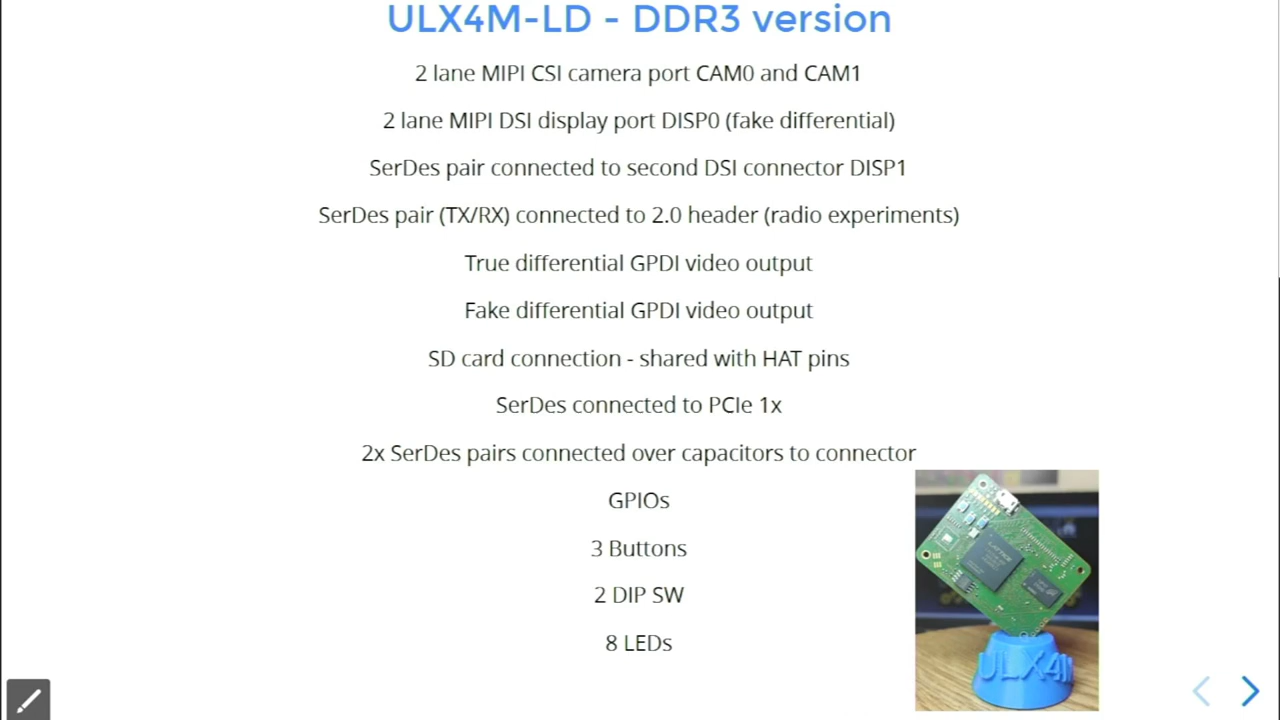 ULX4M-LD - DDR3 version
2 lane MIPI CSI camera port CAM0 and CAM1
2 lane MIPI DSI display port DISP0 (fake differential)
SerDes pair connected to second DSI connector DISP1
SerDes pair (TX/RX) connected to 2.0 header (radio experiments)
True differential GPDI video output
Fake differential GPDI video output
SD card connection - shared with HAT pins
SerDes connected to PCIe 1x
2x SerDes pairs connected over capacitors to connector
GPIOs
3 Buttons
2 DIP SW
8 LEDs
LATTICE
ULX4M